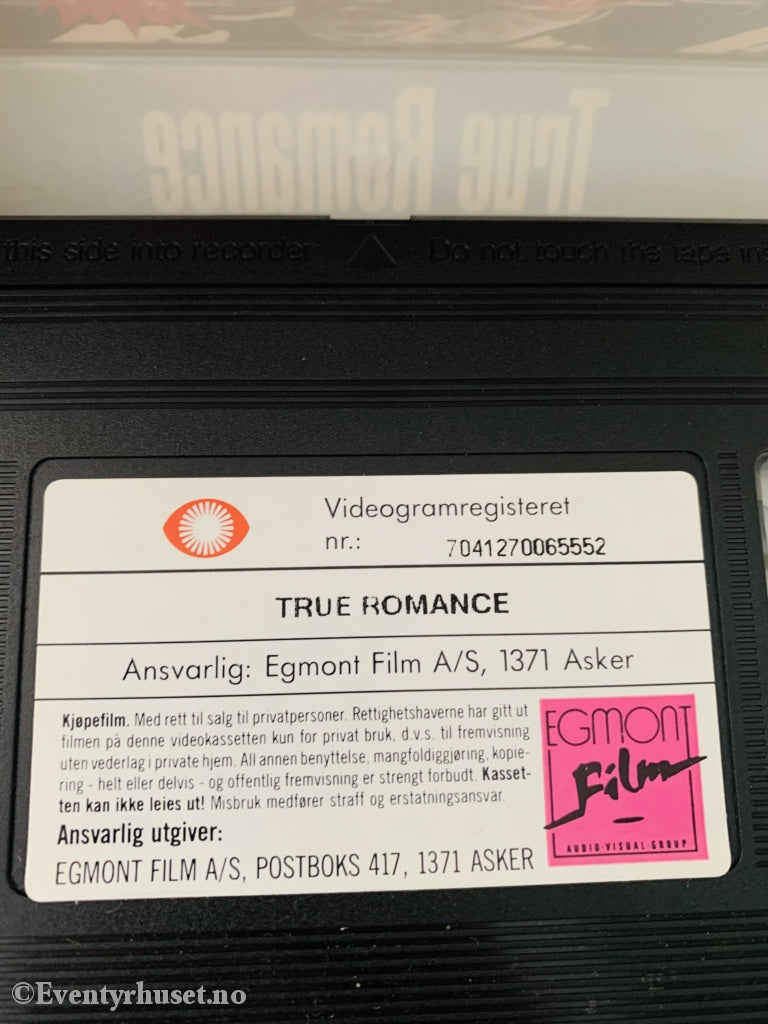 True Romance
this side into recorder Do not touch the tape ins
Videogramregisteret
nr.: 7041270065552
TRUE ROMANCE
Ansvarlig: Egmont Film A/S, 1371 Asker
Kjøpefilm. Med rett til salg til privatpersoner. Rettighetshaverne har gitt ut
filmen på denne videokassetten kun for privat bruk, d.v.s. til fremvisning
uten vederlag i private hjem. All annen benyttelse, mangfoldiggjøring, kopie-
ring - helt eller delvis - og offentlig fremvisning er strengt forbudt. Kasset-
ten kan ikke leies ut! Misbruk medfører straff og erstatningsansvar.
Ansvarlig utgiver:
EGMONT FILM A/S, POSTBOKS 417, 1371 ASKER
EGMONT
Film
AUDIO·VISUAL·GROUP
©Eventyrhuset.no